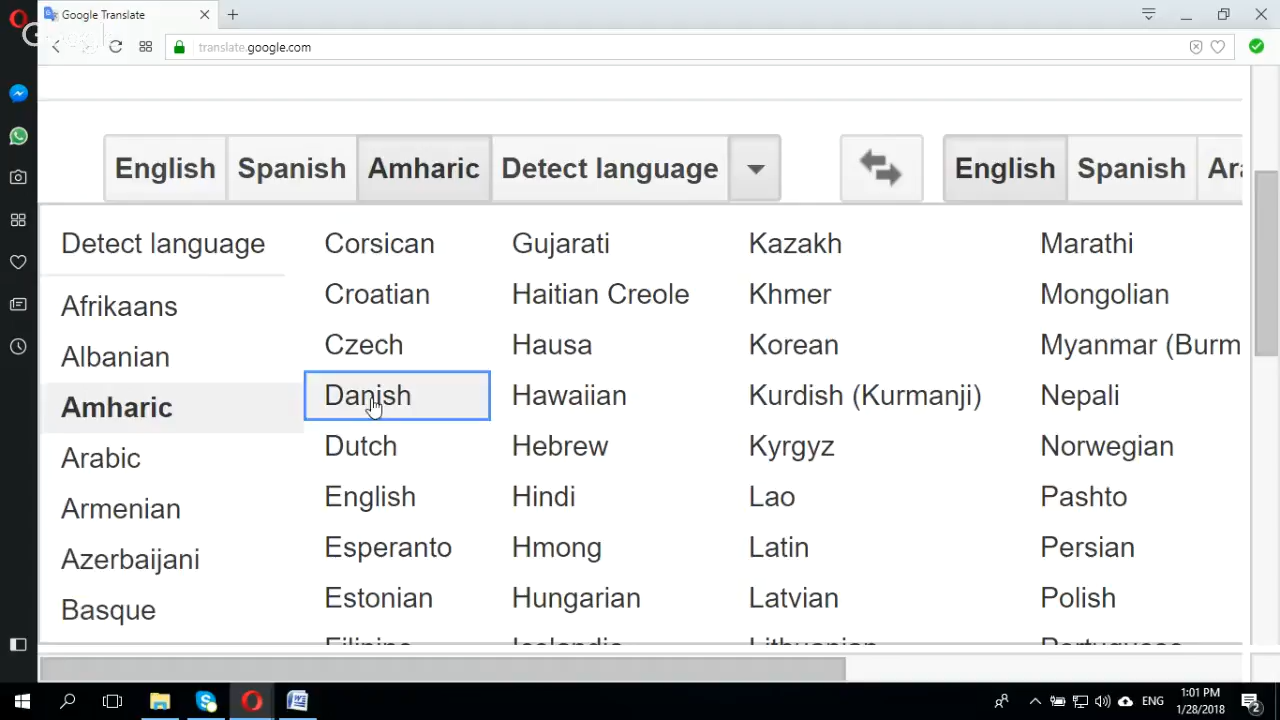 Google Translate
translate.google.com
English Spanish Amharic Detect language English Spanish
Detect language Corsican Gujarati Kazakh Marathi
Afrikaans Croatian Haitian Creole Khmer Mongolian
Albanian Czech Hausa Korean Myanmar (Burm
Amharic Danish Hawaiian Kurdish (Kurmanji) Nepali
Arabic Dutch Hebrew Kyrgyz Norwegian
Armenian English Hindi Lao Pashto
Azerbaijani Esperanto Hmong Latin Persian
Basque Estonian Hungarian Latvian Polish
ENG
1:01 PM
1/28/2018
2